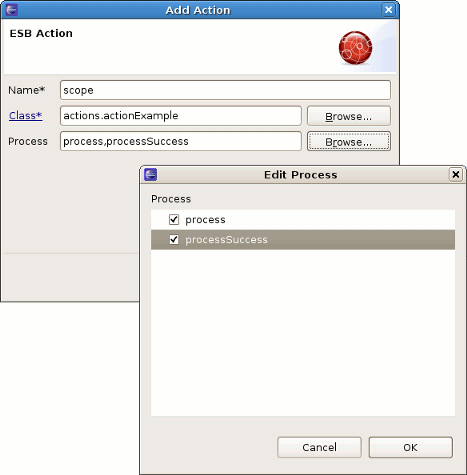 Add Action
ESB Action
Name* scope
Class* actions.actionExample Browse...
Process process,processSuccess Browse...
Edit Process
Process
process
processSuccess
Cancel OK